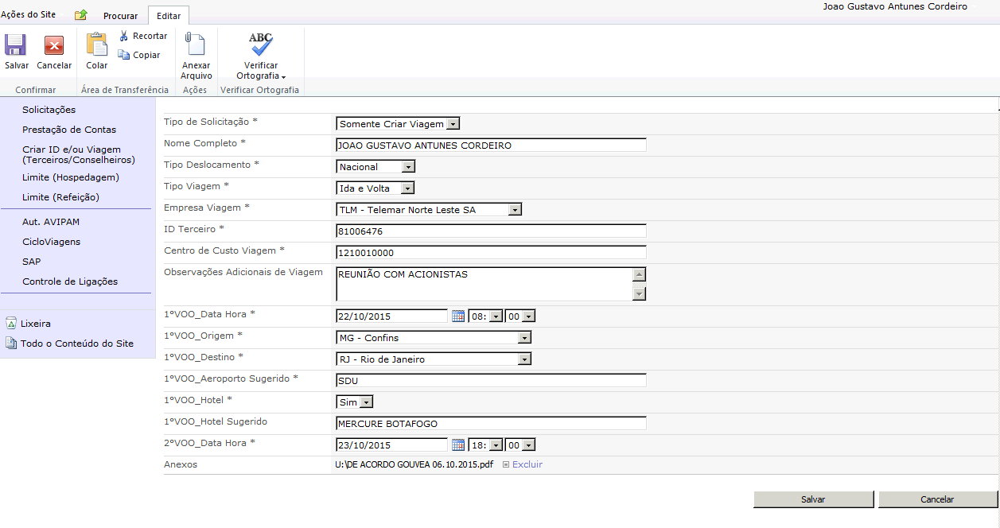 Joao Gustavo Antunes Cordeiro
Ações do Site
Procurar
Editar
Salvar
Cancelar
Colar
Recortar
Copiar
Anexar
Arquivo
ABC
Verificar
Ortografia
Confirmar
Área de Transferência
Ações
Verificar Ortografia
Solicitações
Prestação de Contas
Criar ID e/ou Viagem
(Terceiros/Conselheiros)
Limite (Hospedagem)
Limite (Refeição)
Aut. AVIPAM
CicloViagens
SAP
Controle de Ligações
Lixeira
Todo o Conteúdo do Site
Tipo de Solicitação * Somente Criar Viagem
Nome Completo * JOAO GUSTAVO ANTUNES CORDEIRO
Tipo Deslocamento * Nacional
Tipo Viagem * Ida e Volta
Empresa Viagem * TLM - Telemar Norte Leste SA
ID Terceiro * 81006476
Centro de Custo Viagem * 1210010000
Observações Adicionais de Viagem REUNIÃO COM ACIONISTAS
1ºVOO_Data Hora * 22/10/2015 08: 00
1ºVOO_Origem * MG - Confins
1ºVOO_Destino * RJ - Rio de Janeiro
1ºVOO_Aeroporto Sugerido * SDU
1ºVOO_Hotel * Sim
1ºVOO_Hotel Sugerido MERCURE BOTAFOGO
2ºVOO_Data Hora * 23/10/2015 18: 00
Anexos U:\DE ACORDO GOUVEA 06.10.2015.pdf Excluir
Salvar Cancelar